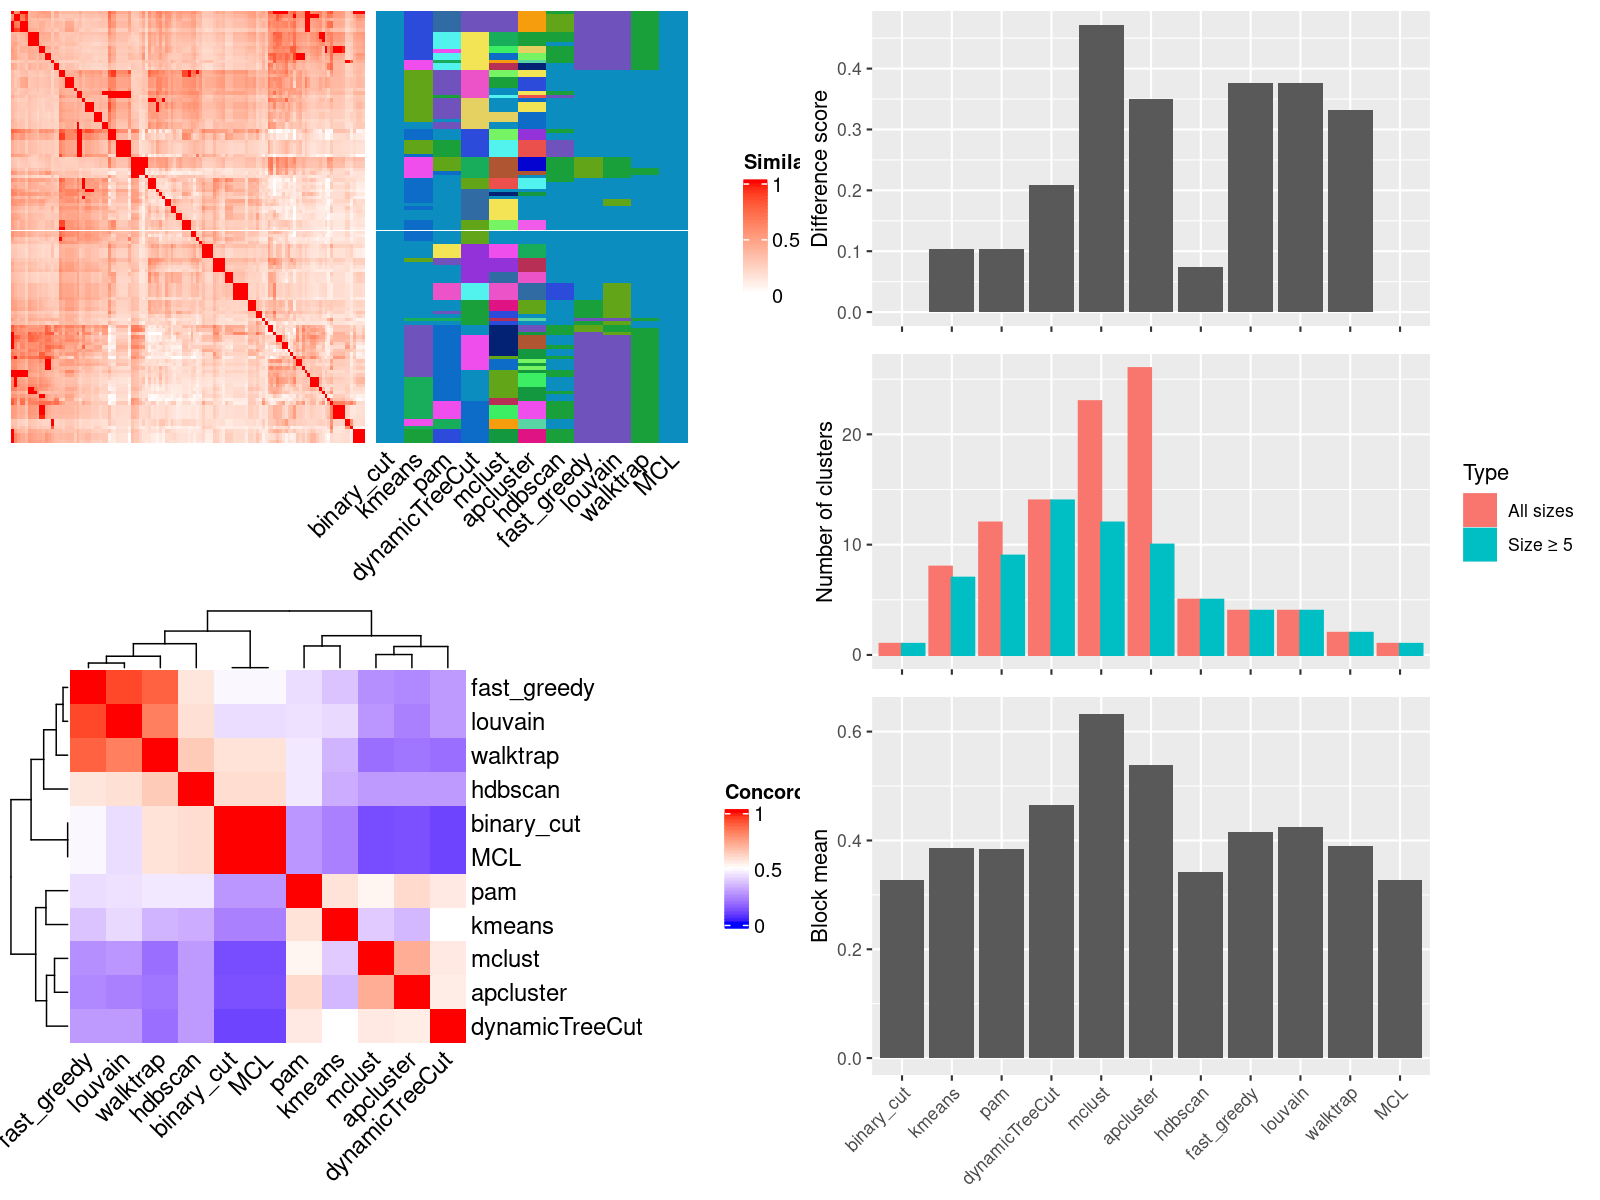 Simila
1
0.5
0
binary_cut
kmeans
pam
dynamicTreeCut
mclust
apcluster
hdbscan
fast_greedy
louvain
walktrap
MCL
fast_greedy
louvain
walktrap
hdbscan
binary_cut
MCL
pam
kmeans
mclust
apcluster
dynamicTreeCut
fast_greedy
louvain
walktrap
hdbscan
binary_cut
MCL
pam
kmeans
mclust
apcluster
dynamicTreeCut
Concord
1
0.5
0
Difference score
0.4
0.3
0.2
0.1
0.0
Number of clusters
20
10
0
Type
All sizes
Size ≥ 5
Block mean
0.6
0.4
0.2
0.0
binary_cut
kmeans
pam
dynamicTreeCut
mclust
apcluster
hdbscan
fast_greedy
louvain
walktrap
MCL